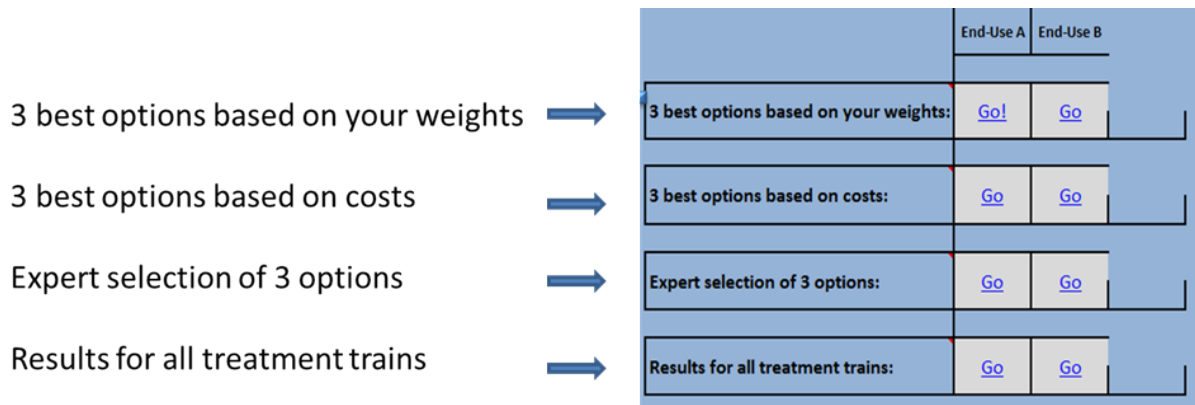 End-Use A End-Use B
3 best options based on your weights
3 best options based on your weights: Go! Go
3 best options based on costs
3 best options based on costs: Go Go
Expert selection of 3 options
Expert selection of 3 options: Go Go
Results for all treatment trains
Results for all treatment trains: Go Go